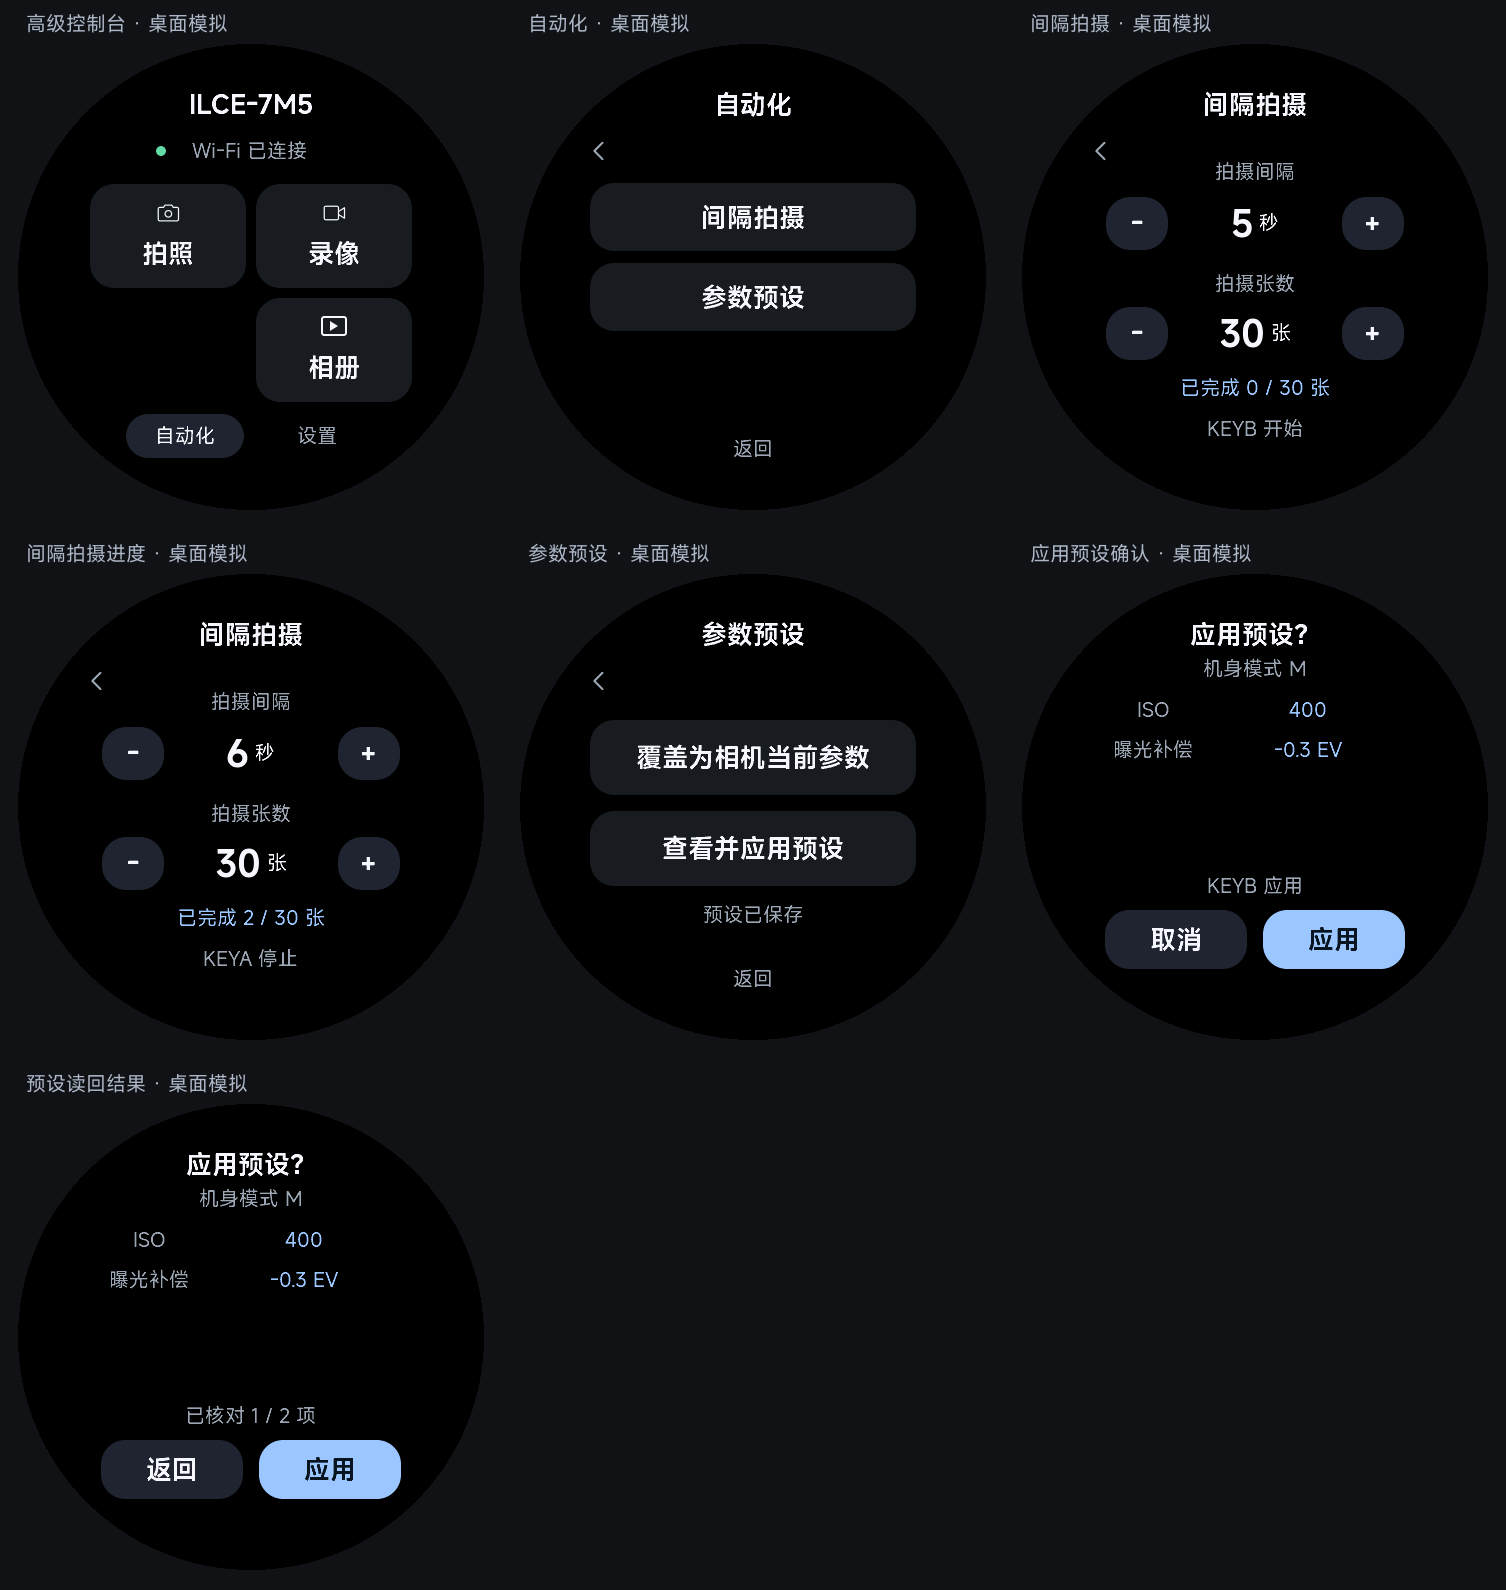 高级控制台 · 桌面模拟
ILCE-7M5
Wi-Fi 已连接
拍照
录像
相册
自动化
设置
自动化 · 桌面模拟
自动化
间隔拍摄
参数预设
返回
间隔拍摄 · 桌面模拟
间隔拍摄
拍摄间隔
- 5 秒 +
拍摄张数
- 30 张 +
已完成 0 / 30 张
KEYB 开始
间隔拍摄进度 · 桌面模拟
间隔拍摄
拍摄间隔
- 6 秒 +
拍摄张数
- 30 张 +
已完成 2 / 30 张
KEYA 停止
参数预设 · 桌面模拟
参数预设
覆盖为相机当前参数
查看并应用预设
预设已保存
返回
应用预设确认 · 桌面模拟
应用预设?
机身模式 M
ISO 400
曝光补偿 -0.3 EV
KEYB 应用
取消
应用
预设读回结果 · 桌面模拟
应用预设?
机身模式 M
ISO 400
曝光补偿 -0.3 EV
已核对 1 / 2 项
返回
应用